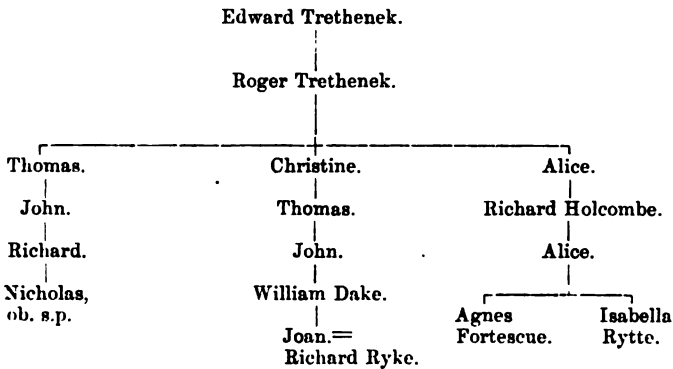 Edward Trethenek.
Roger Trethenek.
Thomas. Christine. Alice.
John. Thomas. Richard Holcombe.
Richard. John. Alice.
Nicholas, William Dake. Agnes Isabella
ob. s.p. Fortescue. Rytte.
Joan.=
Richard Ryke.